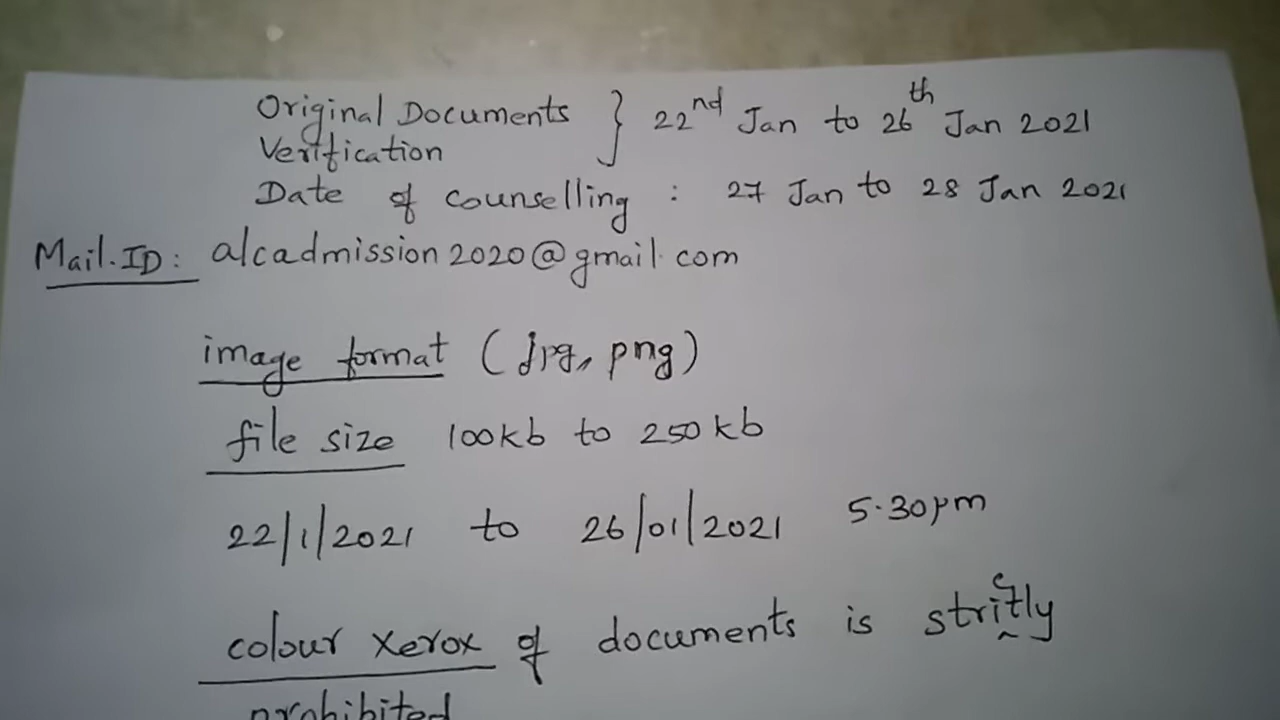 Original Documents } 22nd Jan to 26th Jan 2021
Verification
Date of counselling : 27 Jan to 28 Jan 2021
Mail.ID: alcadmission2020@gmail.com
image format (jpg, png)
file size 100kb to 250kb
22/1/2021 to 26/01/2021 5.30pm
colour xerox of documents is strictly
prohibited